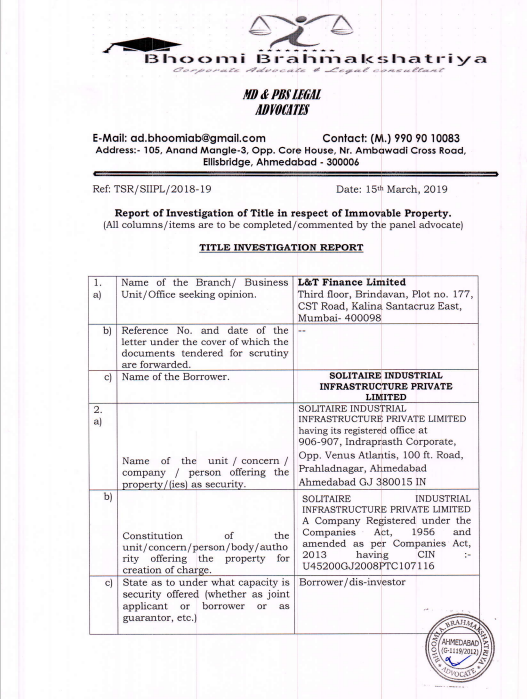 Bhoomi Brahmakshatriya
Corporate Advocate & Legal consultant
MD & PBS LEGAL
ADVOCATES
E-Mail: ad.bhoomiab@gmail.com Contact: (M.) 990 90 10083
Address:- 105, Anand Mangle-3, Opp. Core House, Nr. Ambawadi Cross Road,
Ellisbridge, Ahmedabad - 300006
Ref: TSR/SIIPL/2018-19 Date: 15th March, 2019
Report of Investigation of Title in respect of Immovable Property.
(All columns/items are to be completed/commented by the panel advocate)
TITLE INVESTIGATION REPORT
1.
a)
Name of the Branch/ Business
Unit/Office seeking opinion.
L&T Finance Limited
Third floor, Brindavan, Plot no. 177,
CST Road, Kalina Santacruz East,
Mumbai- 400098
b)
Reference No. and date of the
letter under the cover of which the
documents tendered for scrutiny
are forwarded.
--
c)
Name of the Borrower.
SOLITAIRE INDUSTRIAL
INFRASTRUCTURE PRIVATE
LIMITED
2.
a)
Name of the unit / concern /
company / person offering the
property/(ies) as security.
SOLITAIRE INDUSTRIAL
INFRASTRUCTURE PRIVATE LIMITED
having its registered office at
906-907, Indraprasth Corporate,
Opp. Venus Atlantis, 100 ft. Road,
Prahladnagar, Ahmedabad
Ahmedabad GJ 380015 IN
b)
Constitution of the
unit/concern/person/body/autho
rity offering the property for
creation of charge.
SOLITAIRE INDUSTRIAL
INFRASTRUCTURE PRIVATE LIMITED
A Company Registered under the
Companies Act, 1956 and
amended as per Companies Act,
2013 having CIN :-
U45200GJ2008PTC107116
c)
State as to under what capacity is
security offered (whether as joint
applicant or borrower or as
guarantor, etc.)
Borrower/dis-investor
BHOOMI A. BRAHMAKSHATRIYA
AHMEDABAD
(G-1119/2012)
ADVOCATE